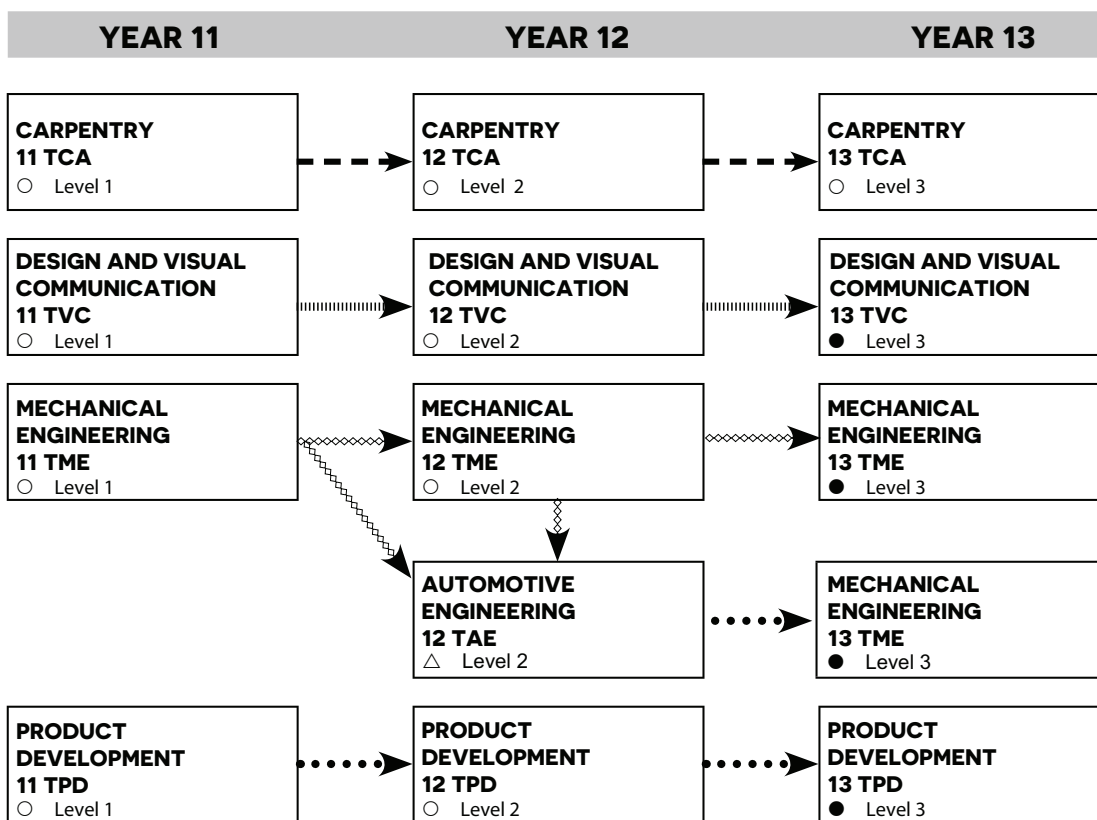 YEAR 11
YEAR 12
YEAR 13
CARPENTRY
11 TCA
○ Level 1
CARPENTRY
12 TCA
○ Level 2
CARPENTRY
13 TCA
○ Level 3
DESIGN AND VISUAL
COMMUNICATION
11 TVC
○ Level 1
DESIGN AND VISUAL
COMMUNICATION
12 TVC
○ Level 2
DESIGN AND VISUAL
COMMUNICATION
13 TVC
● Level 3
MECHANICAL
ENGINEERING
11 TME
○ Level 1
MECHANICAL
ENGINEERING
12 TME
○ Level 2
MECHANICAL
ENGINEERING
13 TME
● Level 3
AUTOMOTIVE
ENGINEERING
12 TAE
△ Level 2
MECHANICAL
ENGINEERING
13 TME
● Level 3
PRODUCT
DEVELOPMENT
11 TPD
○ Level 1
PRODUCT
DEVELOPMENT
12 TPD
○ Level 2
PRODUCT
DEVELOPMENT
13 TPD
● Level 3